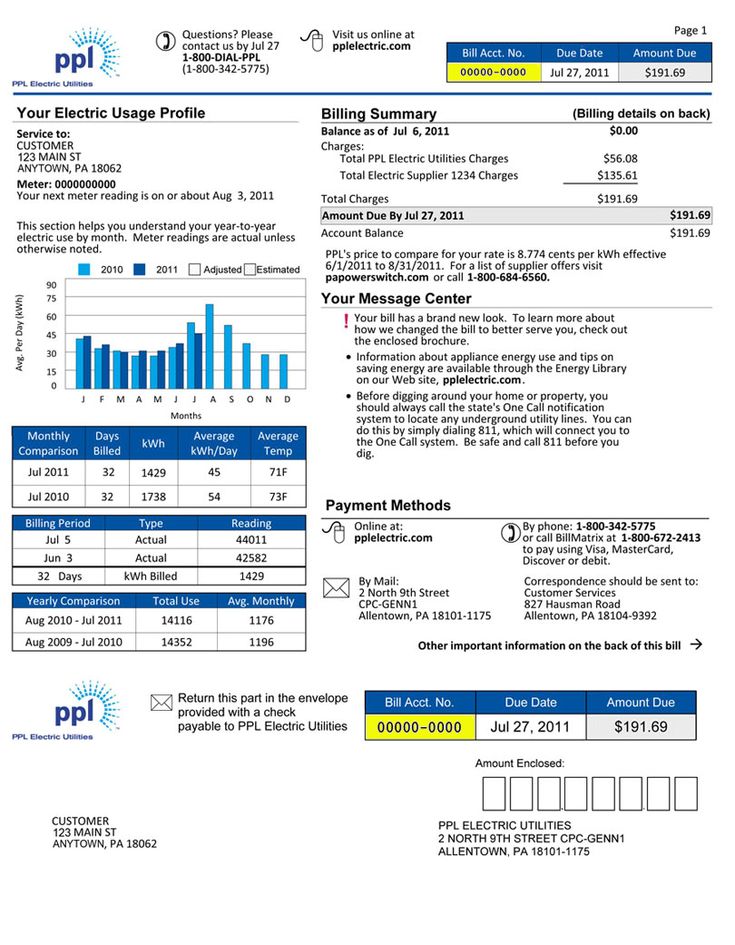 ppl
PPL Electric Utilities
Questions? Please
contact us by Jul 27
1-800-DIAL-PPL
(1-800-342-5775)
Visit us online at
pplelectric.com
Page 1
Bill Acct. No. Due Date Amount Due
00000-0000 Jul 27, 2011 $191.69
Your Electric Usage Profile
Service to:
CUSTOMER
123 MAIN ST
ANYTOWN, PA 18062
Meter: 0000000000
Your next meter reading is on or about Aug 3, 2011
This section helps you understand your year-to-year
electric use by month. Meter readings are actual unless
otherwise noted.
2010 2011 Adjusted Estimated
Avg. Per Day (kWh)
90
75
60
45
30
15
0
J F M A M J J A S O N D
Months
Monthly Comparison Days Billed kWh Average kWh/Day Average Temp
Jul 2011 32 1429 45 71F
Jul 2010 32 1738 54 73F
Billing Period Type Reading
Jul 5 Actual 44011
Jun 3 Actual 42582
32 Days kWh Billed 1429
Yearly Comparison Total Use Avg. Monthly
Aug 2010 - Jul 2011 14116 1176
Aug 2009 - Jul 2010 14352 1196
Billing Summary (Billing details on back)
Balance as of Jul 6, 2011 $0.00
Charges:
Total PPL Electric Utilities Charges $56.08
Total Electric Supplier 1234 Charges $135.61
Total Charges $191.69
Amount Due By Jul 27, 2011 $191.69
Account Balance $191.69
PPL's price to compare for your rate is 8.774 cents per kWh effective
6/1/2011 to 8/31/2011. For a list of supplier offers visit
papowerswitch.com or call 1-800-684-6560.
Your Message Center
! Your bill has a brand new look. To learn more about
how we changed the bill to better serve you, check out
the enclosed brochure.
• Information about appliance energy use and tips on
saving energy are available through the Energy Library
on our Web site, pplelectric.com.
• Before digging around your home or property, you
should always call the state's One Call notification
system to locate any underground utility lines. You can
do this by simply dialing 811, which will connect you to
the One Call system. Be safe and call 811 before you
dig.
Payment Methods
Online at:
pplelectric.com
By phone: 1-800-342-5775
or call BillMatrix at 1-800-672-2413
to pay using Visa, MasterCard,
Discover or debit.
By Mail:
2 North 9th Street
CPC-GENN1
Allentown, PA 18101-1175
Correspondence should be sent to:
Customer Services
827 Hausman Road
Allentown, PA 18104-9392
Other important information on the back of this bill →
ppl
PPL Electric Utilities
Return this part in the envelope
provided with a check
payable to PPL Electric Utilities
Bill Acct. No. Due Date Amount Due
00000-0000 Jul 27, 2011 $191.69
Amount Enclosed:
CUSTOMER
123 MAIN ST
ANYTOWN, PA 18062
PPL ELECTRIC UTILITIES
2 NORTH 9TH STREET CPC-GENN1
ALLENTOWN, PA 18101-1175